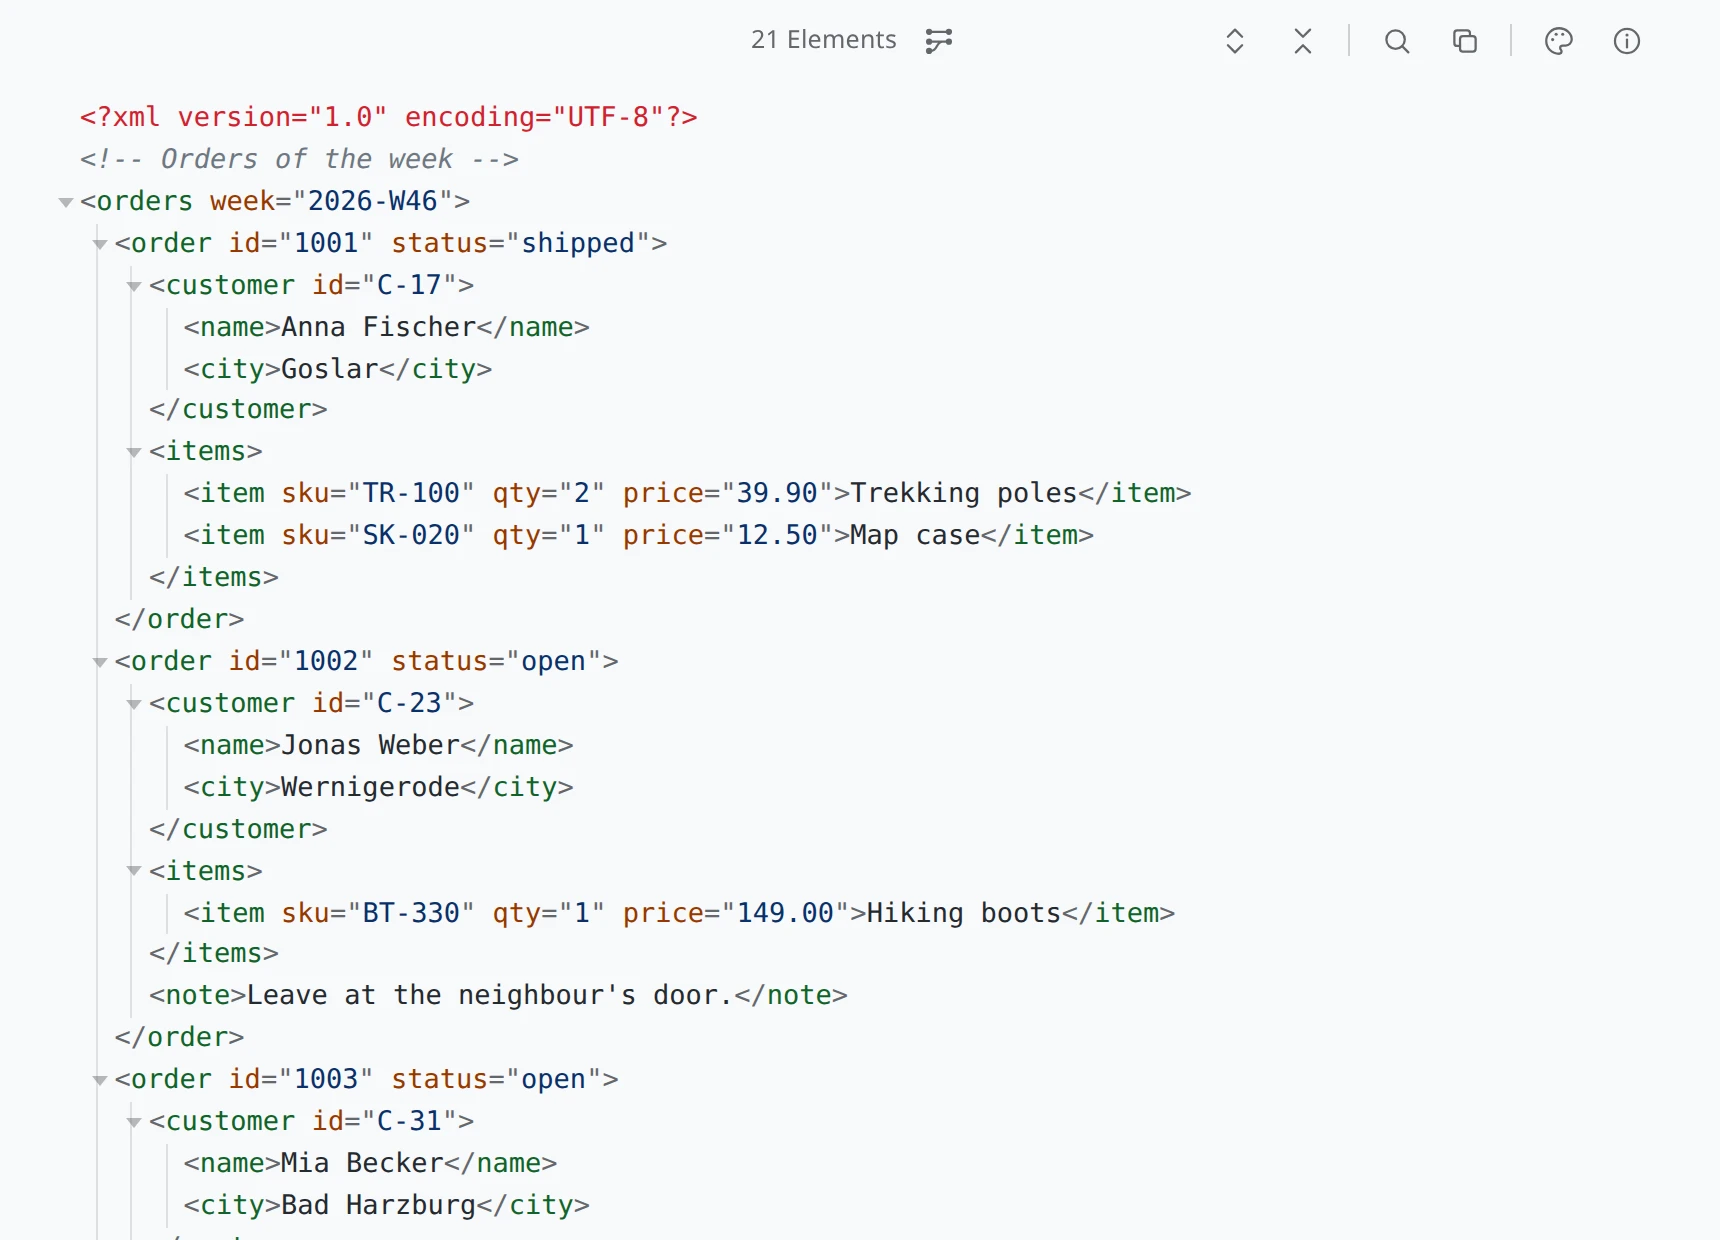 21 Elements
<?xml version="1.0" encoding="UTF-8"?>
<!-- Orders of the week -->
<orders week="2026-W46">
<order id="1001" status="shipped">
<customer id="C-17">
<name>Anna Fischer</name>
<city>Goslar</city>
</customer>
<items>
<item sku="TR-100" qty="2" price="39.90">Trekking poles</item>
<item sku="SK-020" qty="1" price="12.50">Map case</item>
</items>
</order>
<order id="1002" status="open">
<customer id="C-23">
<name>Jonas Weber</name>
<city>Wernigerode</city>
</customer>
<items>
<item sku="BT-330" qty="1" price="149.00">Hiking boots</item>
</items>
<note>Leave at the neighbour's door.</note>
</order>
<order id="1003" status="open">
<customer id="C-31">
<name>Mia Becker</name>
<city>Bad Harzburg</city>